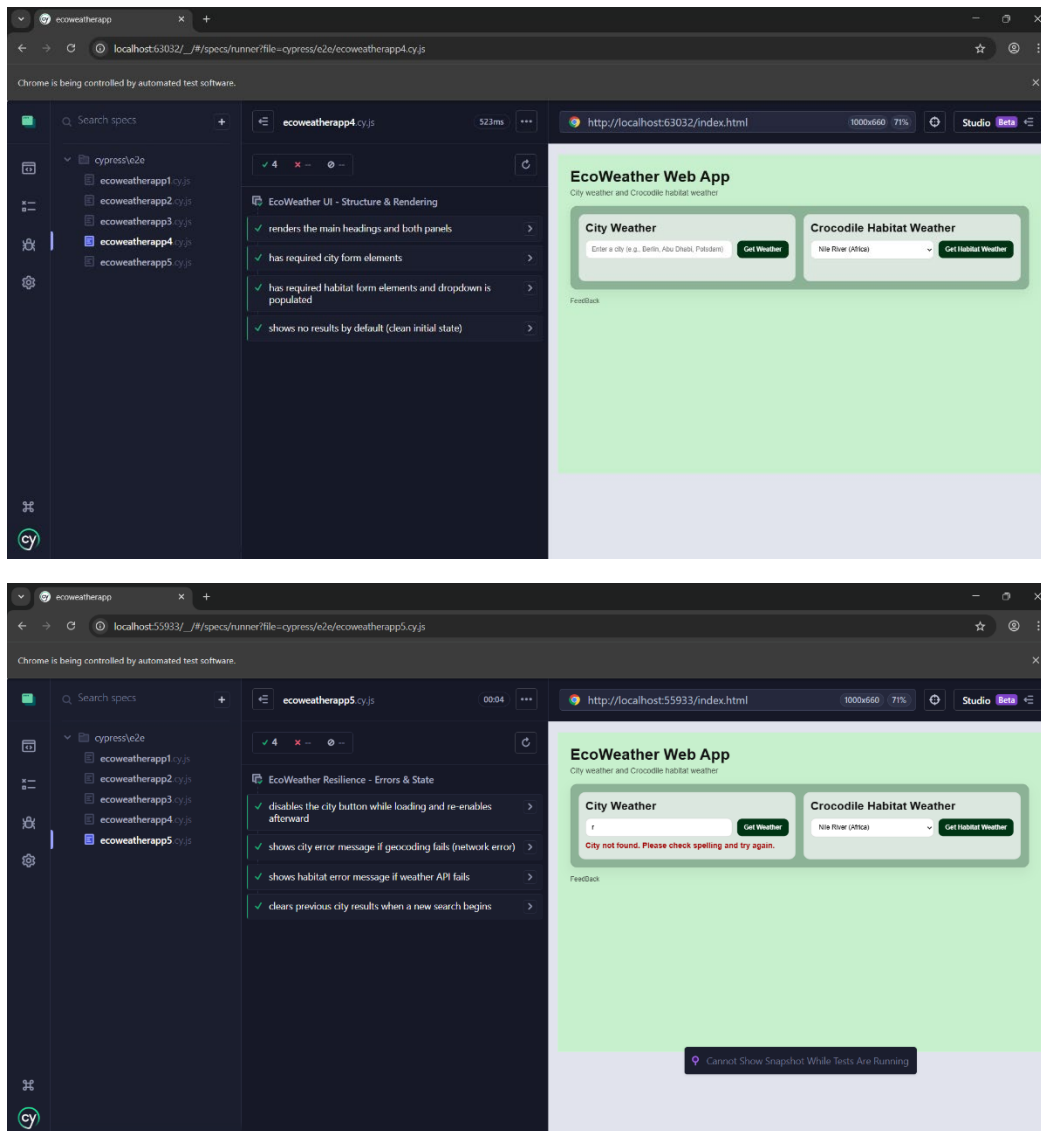 ecoweatherapp
localhost:63032/__/#/specs/runner?file=cypress/e2e/ecoweatherapp4.cy.js
Chrome is being controlled by automated test software.
Search specs
cypress\e2e
ecoweatherapp1.cy.js
ecoweatherapp2.cy.js
ecoweatherapp3.cy.js
ecoweatherapp4.cy.js
ecoweatherapp5.cy.js
cy
ecoweatherapp4.cy.js 523ms
4 -- --
EcoWeather UI - Structure & Rendering
renders the main headings and both panels
has required city form elements
has required habitat form elements and dropdown is
populated
shows no results by default (clean initial state)
http://localhost:63032/index.html 1000x660 71% Studio Beta
EcoWeather Web App
City weather and Crocodile habitat weather
City Weather
Enter a city (e.g., Berlin, Abu Dhabi, Potsdam) Get Weather
Crocodile Habitat Weather
Nile River (Africa) Get Habitat Weather
FeedBack
ecoweatherapp
localhost:55933/__/#/specs/runner?file=cypress/e2e/ecoweatherapp5.cy.js
Chrome is being controlled by automated test software.
Search specs
cypress\e2e
ecoweatherapp1.cy.js
ecoweatherapp2.cy.js
ecoweatherapp3.cy.js
ecoweatherapp4.cy.js
ecoweatherapp5.cy.js
cy
ecoweatherapp5.cy.js 00:04
4 -- --
EcoWeather Resilience - Errors & State
disables the city button while loading and re-enables
afterward
shows city error message if geocoding fails (network error)
shows habitat error message if weather API fails
clears previous city results when a new search begins
http://localhost:55933/index.html 1000x660 71% Studio Beta
EcoWeather Web App
City weather and Crocodile habitat weather
City Weather
r Get Weather
City not found. Please check spelling and try again.
Crocodile Habitat Weather
Nile River (Africa) Get Habitat Weather
FeedBack
Cannot Show Snapshot While Tests Are Running